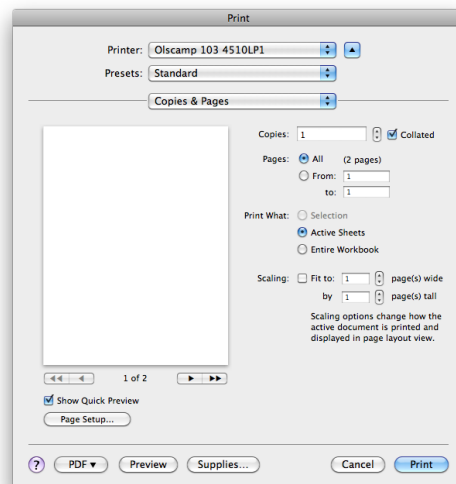 Print
Printer: Olscamp 103 4510LP1
Presets: Standard
Copies & Pages
Copies: 1 Collated
Pages: All (2 pages)
From: 1
to: 1
Print What: Selection
Active Sheets
Entire Workbook
Scaling: Fit to: 1 page(s) wide
by 1 page(s) tall
Scaling options change how the
active document is printed and
displayed in page layout view.
1 of 2
Show Quick Preview
Page Setup...
? PDF▾ Preview Supplies... Cancel Print